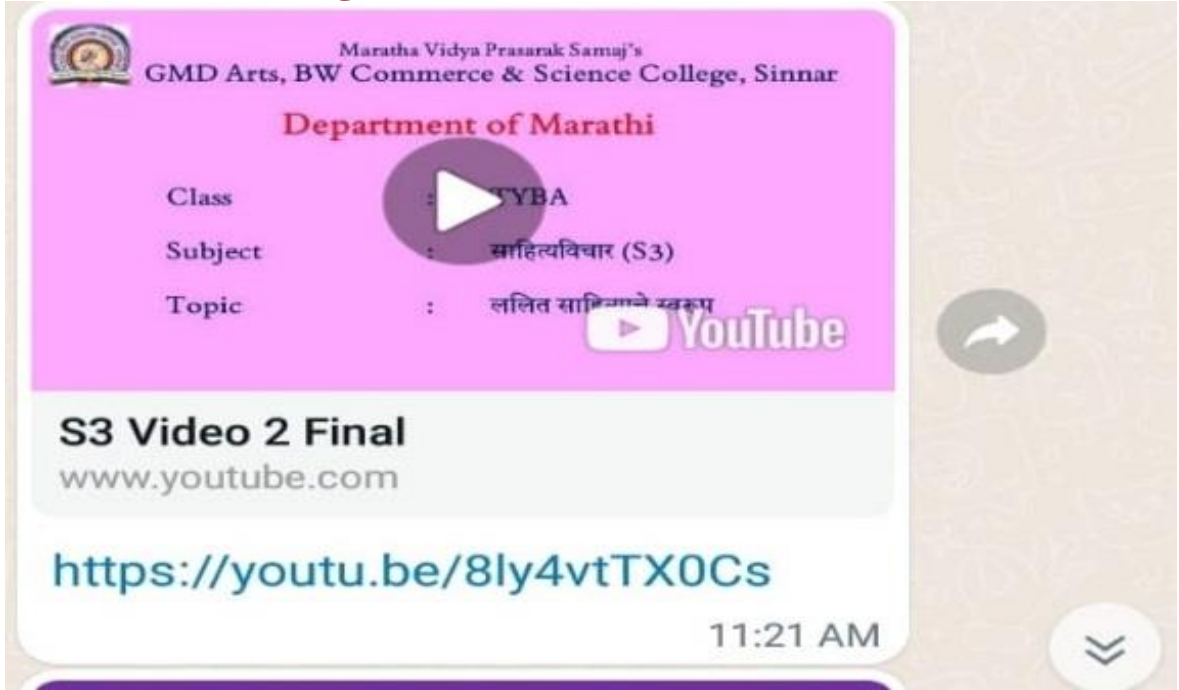 Maratha Vidya Prasarak Samaj's
GMD Arts, BW Commerce & Science College, Sinnar
Department of Marathi
Class : TYBA
Subject : साहित्यविचार (S3)
Topic : ललित साहित्याचे स्वरूप
YouTube
S3 Video 2 Final
www.youtube.com
https://youtu.be/8ly4vtTX0Cs
11:21 AM